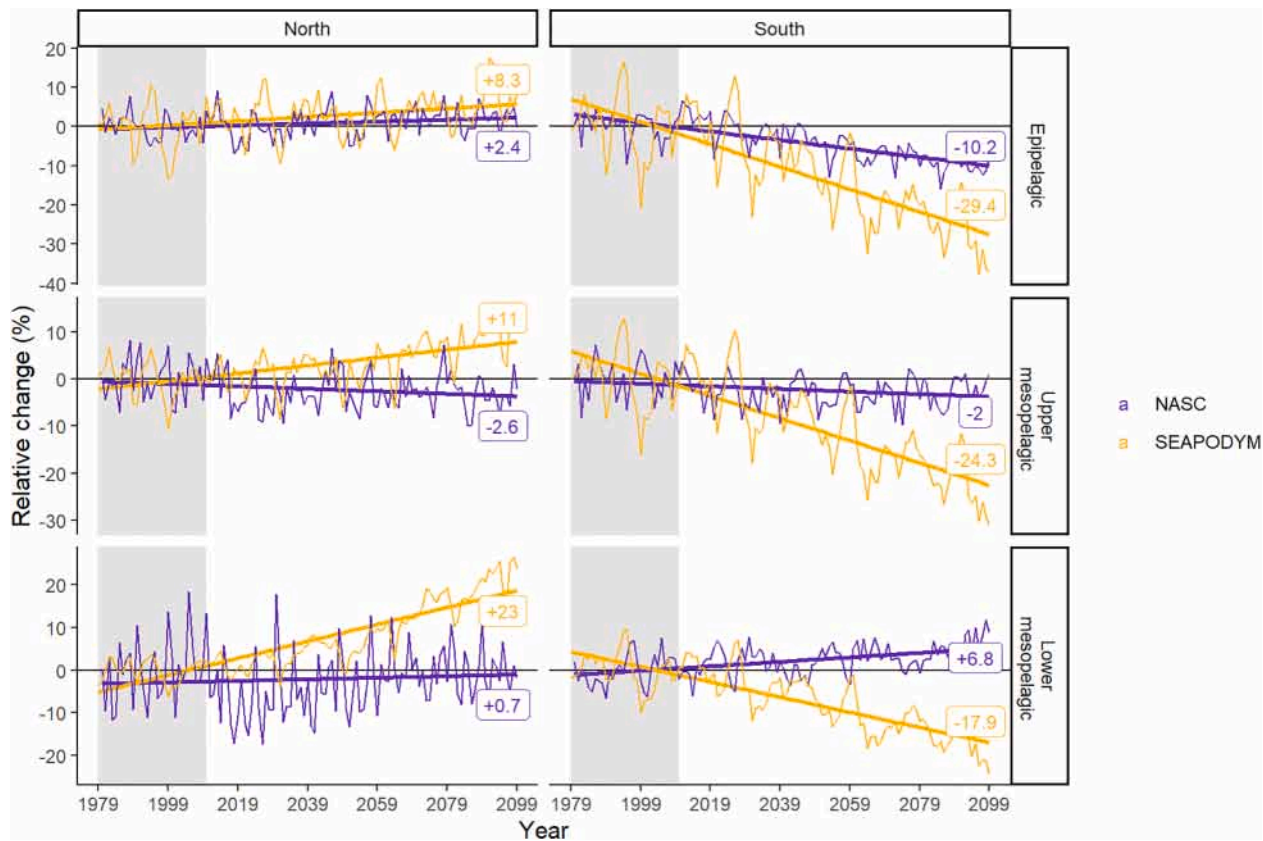 North
South
20
10
0
-10
-20
-30
-40
+8.3
+2.4
-10.2
-29.4
Epipelagic
10
0
-10
-20
-30
+11
-2.6
-2
-24.3
Upper
mesopelagic
20
10
0
-10
-20
+23
+0.7
+6.8
-17.9
Lower
mesopelagic
Relative change (%)
1979 1999 2019 2039 2059 2079 2099
1979 1999 2019 2039 2059 2079 2099
Year
a NASC
a SEAPODYM